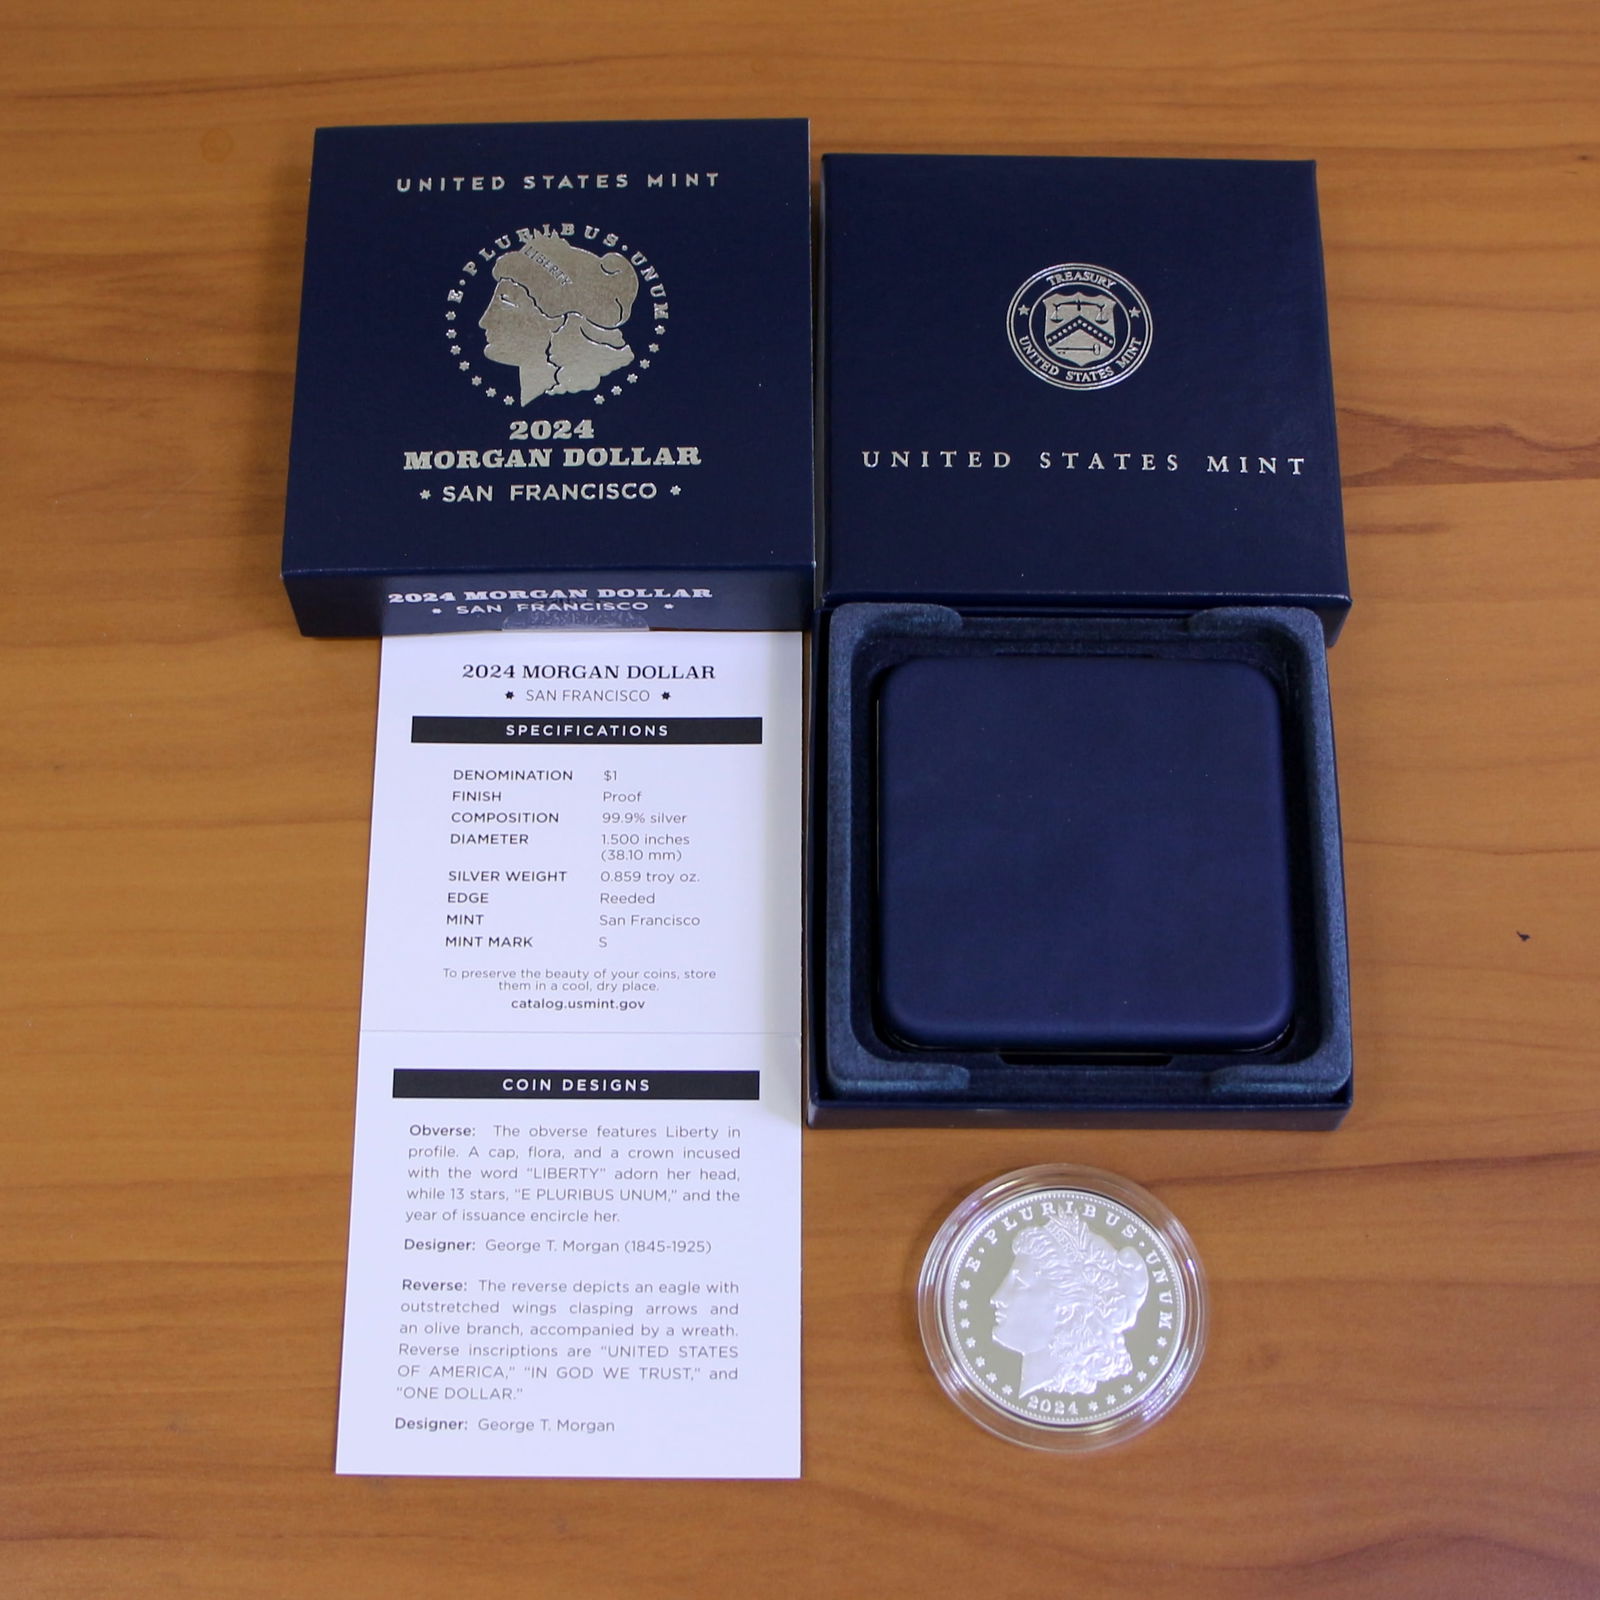 UNITED STATES MINT
E·PLURIBUS·UNUM
LIBERTY
2024
MORGAN DOLLAR
SAN FRANCISCO
2024 MORGAN DOLLAR
SAN FRANCISCO
TREASURY
UNITED STATES MINT
UNITED STATES MINT
2024 MORGAN DOLLAR
SAN FRANCISCO
SPECIFICATIONS
DENOMINATION $1
FINISH Proof
COMPOSITION 99.9% silver
DIAMETER 1.500 inches
(38.10 mm)
SILVER WEIGHT 0.859 troy oz.
EDGE Reeded
MINT San Francisco
MINT MARK S
To preserve the beauty of your coins, store
them in a cool, dry place.
catalog.usmint.gov
COIN DESIGNS
Obverse: The obverse features Liberty in
profile. A cap, flora, and a crown incused
with the word "LIBERTY" adorn her head,
while 13 stars, "E PLURIBUS UNUM," and the
year of issuance encircle her.
Designer: George T. Morgan (1845-1925)
Reverse: The reverse depicts an eagle with
outstretched wings clasping arrows and
an olive branch, accompanied by a wreath.
Reverse inscriptions are "UNITED STATES
OF AMERICA," "IN GOD WE TRUST," and
"ONE DOLLAR."
Designer: George T. Morgan
E·PLURIBUS·UNUM
2024